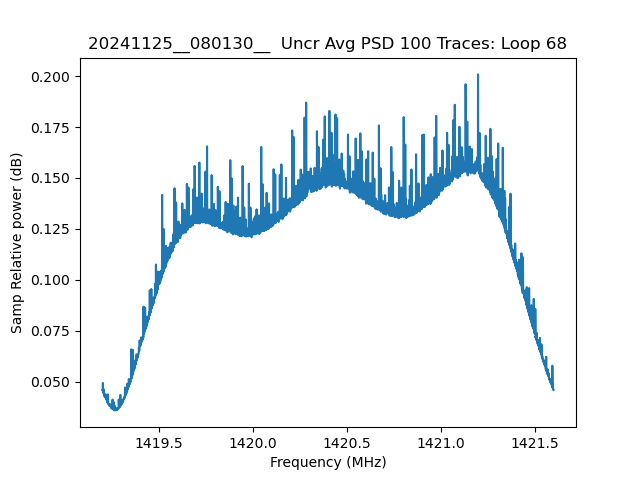 20241125__080130__  Uncr Avg PSD 100 Traces: Loop 68
0.200
0.175
0.150
0.125
0.100
0.075
0.050
Samp Relative power (dB)
1419.5 1420.0 1420.5 1421.0 1421.5
Frequency (MHz)